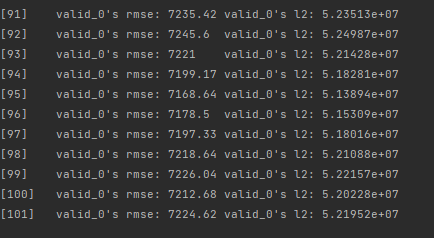 [91] valid_0's rmse: 7235.42 valid_0's l2: 5.23513e+07
[92] valid_0's rmse: 7245.6 valid_0's l2: 5.24987e+07
[93] valid_0's rmse: 7221 valid_0's l2: 5.21428e+07
[94] valid_0's rmse: 7199.17 valid_0's l2: 5.18281e+07
[95] valid_0's rmse: 7168.64 valid_0's l2: 5.13894e+07
[96] valid_0's rmse: 7178.5 valid_0's l2: 5.15309e+07
[97] valid_0's rmse: 7197.33 valid_0's l2: 5.18016e+07
[98] valid_0's rmse: 7218.64 valid_0's l2: 5.21088e+07
[99] valid_0's rmse: 7226.04 valid_0's l2: 5.22157e+07
[100] valid_0's rmse: 7212.68 valid_0's l2: 5.20228e+07
[101] valid_0's rmse: 7224.62 valid_0's l2: 5.21952e+07